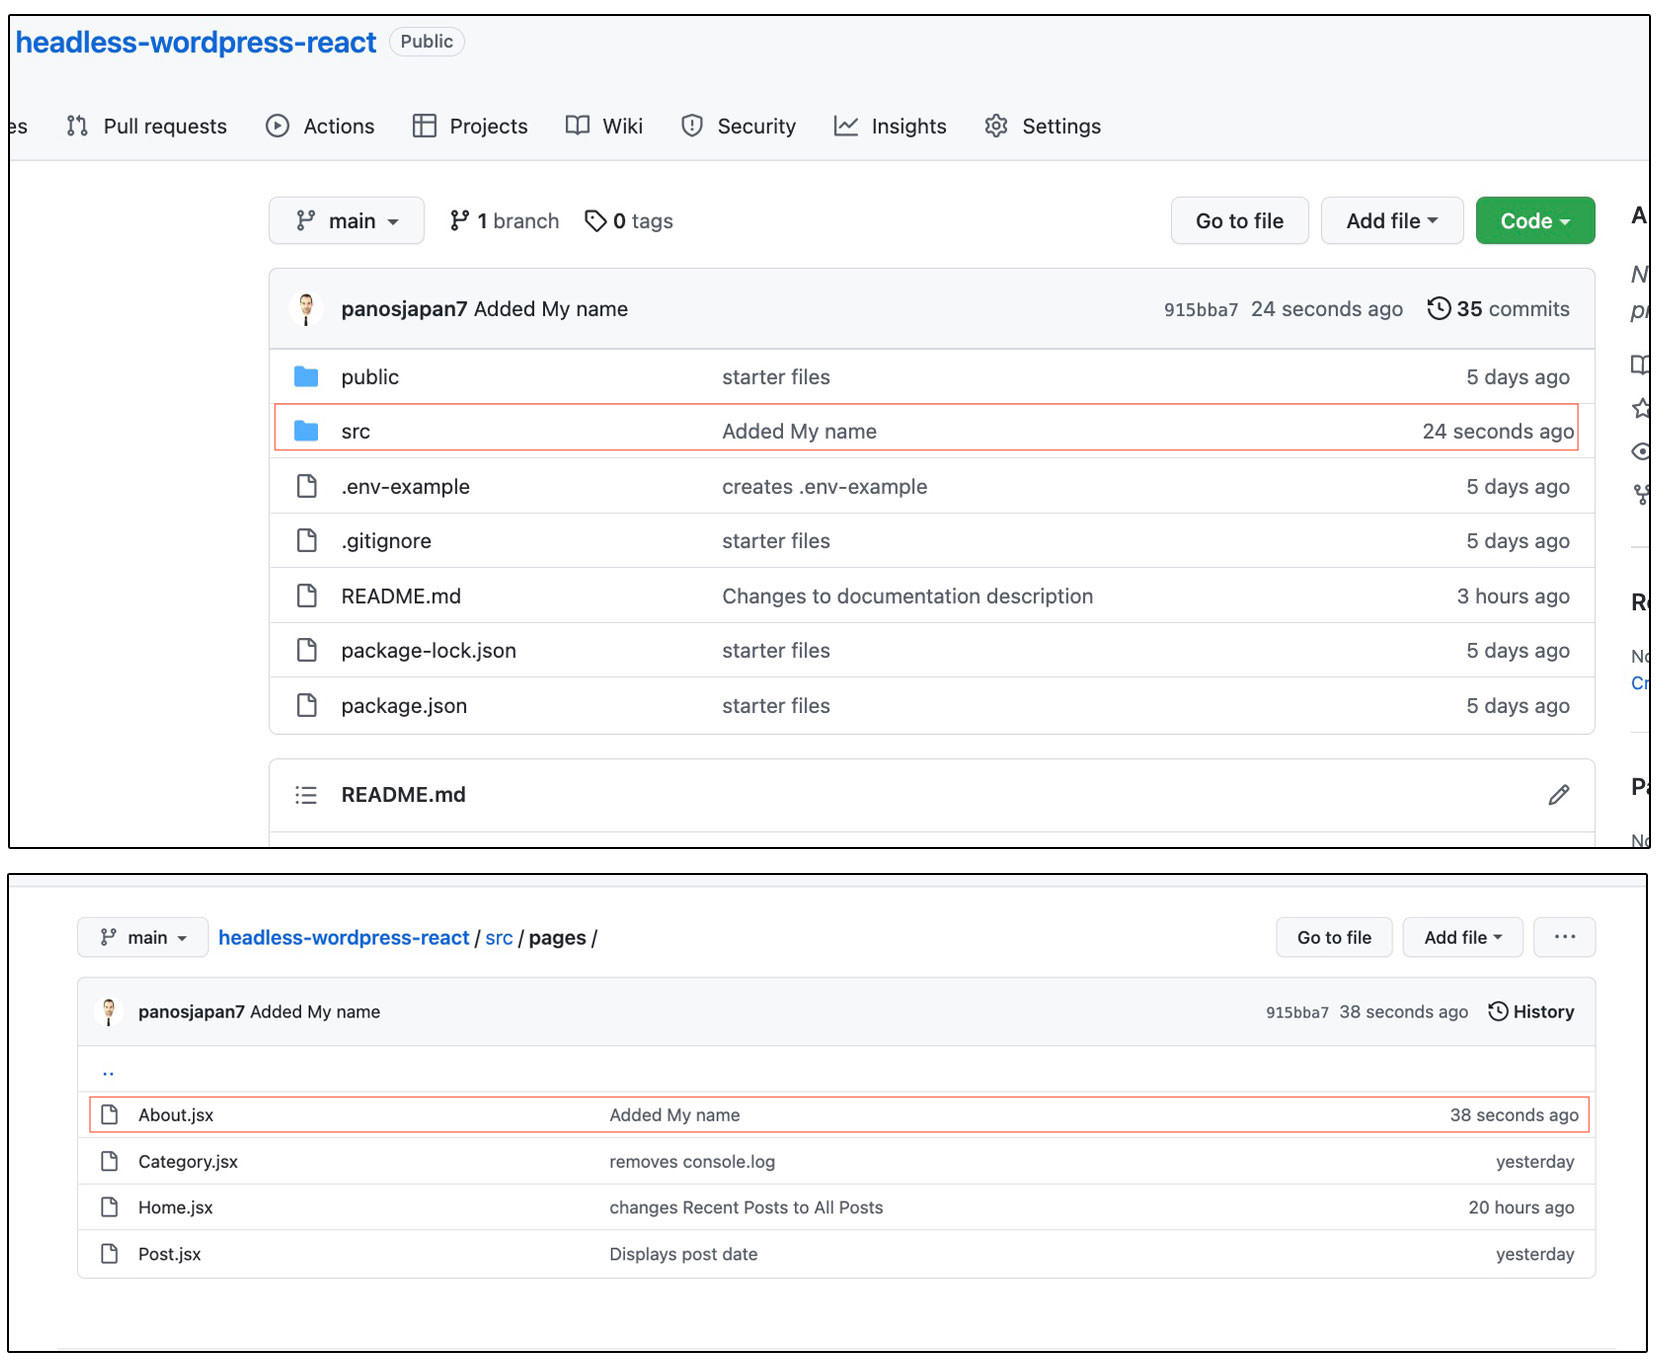 headless-wordpress-react Public
es Pull requests Actions Projects Wiki Security Insights Settings
main 1 branch 0 tags Go to file Add file Code
panosjapan7 Added My name 915bba7 24 seconds ago 35 commits
public starter files 5 days ago
src Added My name 24 seconds ago
.env-example creates .env-example 5 days ago
.gitignore starter files 5 days ago
README.md Changes to documentation description 3 hours ago
package-lock.json starter files 5 days ago
package.json starter files 5 days ago
README.md
main headless-wordpress-react / src / pages / Go to file Add file ...
panosjapan7 Added My name 915bba7 38 seconds ago History
..
About.jsx Added My name 38 seconds ago
Category.jsx removes console.log yesterday
Home.jsx changes Recent Posts to All Posts 20 hours ago
Post.jsx Displays post date yesterday